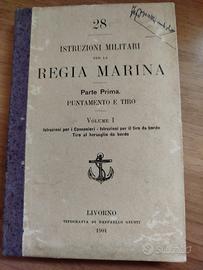 28
ISTRUZIONI MILITARI
PER LA
REGIA MARINA
Parte Prima.
PUNTAMENTO E TIRO
VOLUME I
Istruzioni per i Cannonieri - Istruzioni per il tiro da bordo
Tiro al bersaglio da bordo
LIVORNO
TIPOGRAFIA DI RAFFAELLO GIUSTI
1901
subito